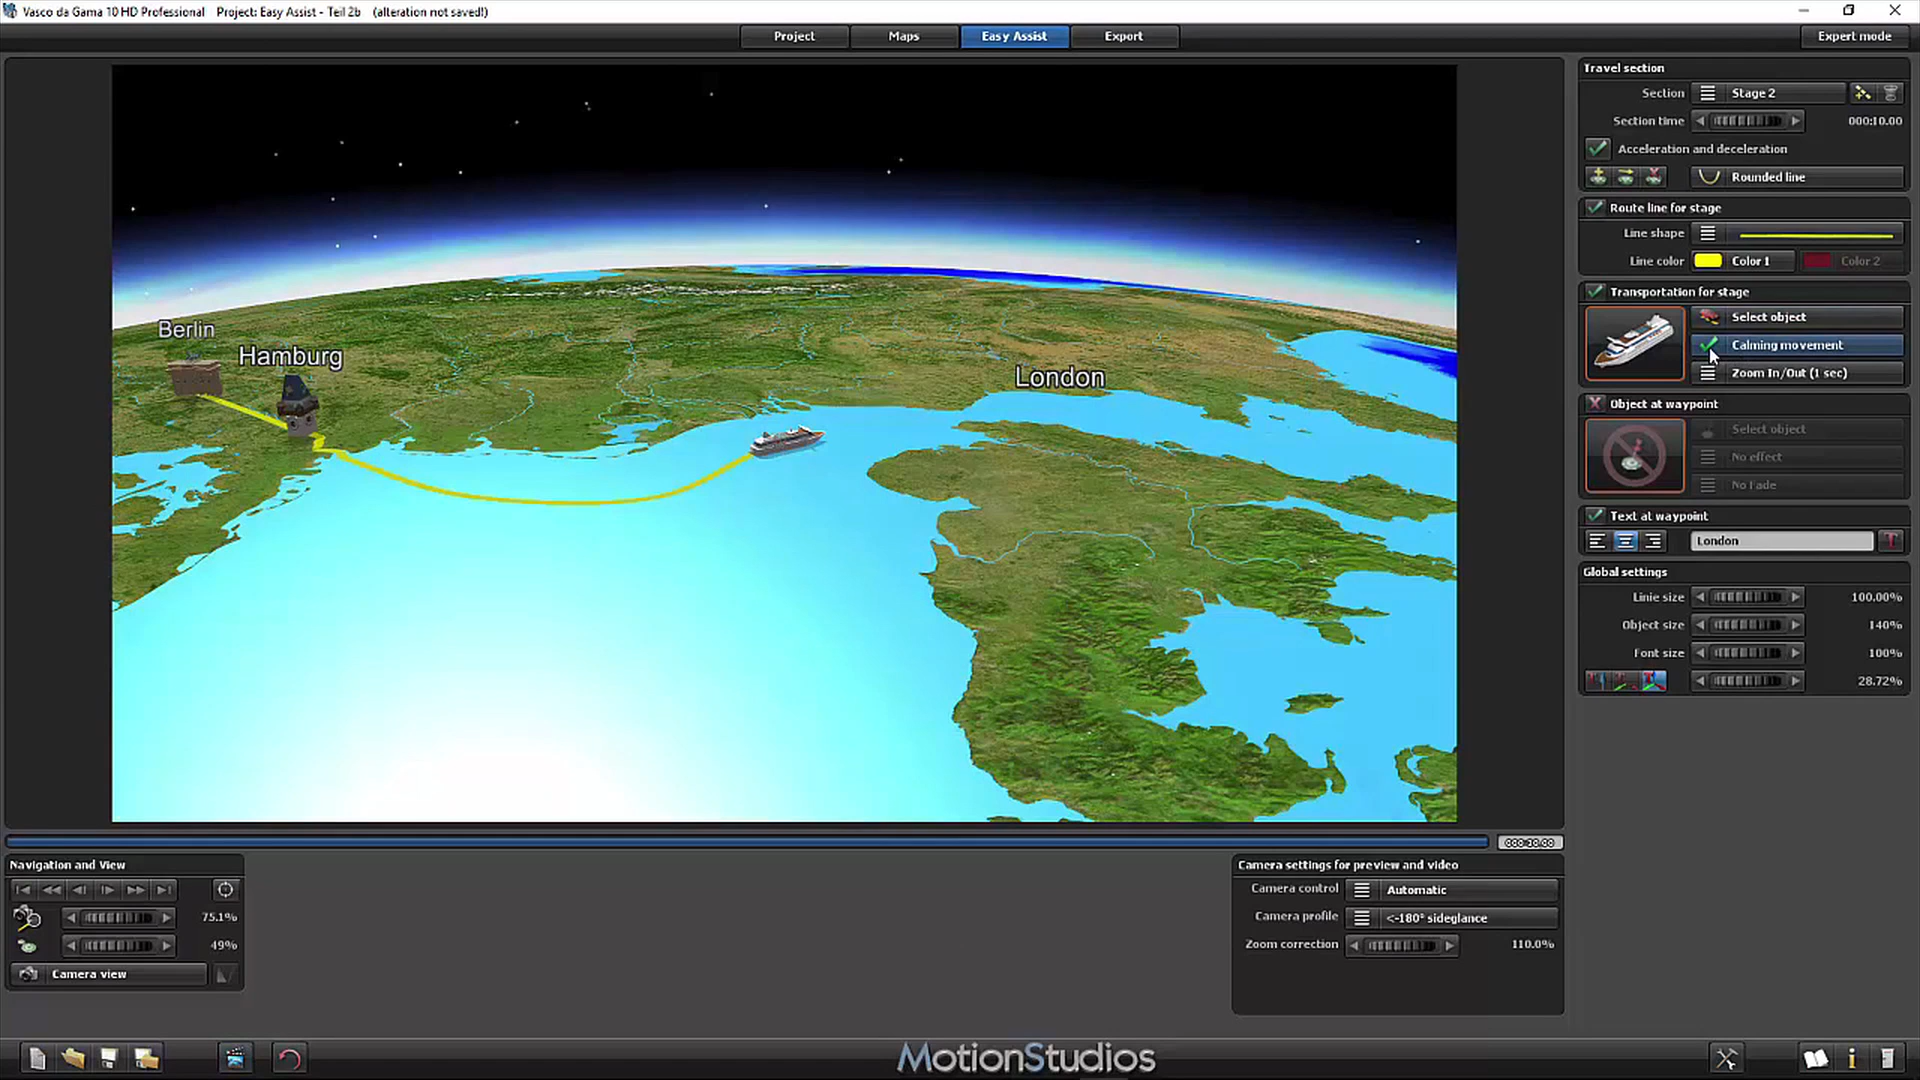 Vasco da Gama 10 HD Professional Project: Easy Assist - Teil 2b (alteration not saved!)
Project
Maps
Easy Assist
Export
Expert mode
Berlin
Hamburg
London
Travel section
Section Stage 2
Section time 000:10.00
Acceleration and deceleration
Rounded line
Route line for stage
Line shape
Line color Color 1 Color 2
Transportation for stage
Select object
Calming movement
Zoom In/Out (1 sec)
Object at waypoint
Select object
No effect
No Fade
Text at waypoint
London
Global settings
Linie size 100.00%
Object size 140%
Font size 100%
28.72%
Navigation and View
75.1%
49%
Camera view
Camera settings for preview and video
Camera control Automatic
Camera profile <-180° sideglance
Zoom correction 110.0%
MotionStudios